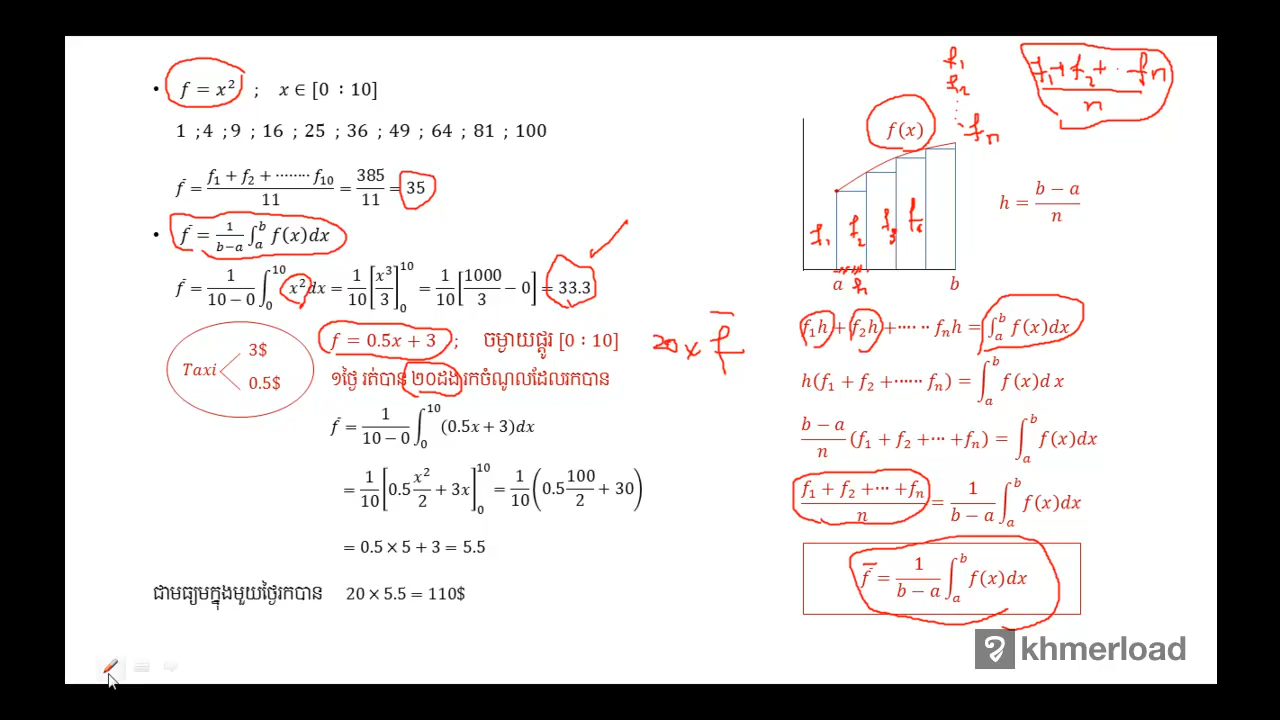 • f = x² ; x ∈ [0 : 10]
1 ; 4 ; 9 ; 16 ; 25 ; 36 ; 49 ; 64 ; 81 ; 100
f̄ = (f₁ + f₂ + ········ f₁₀)/11 = 385/11 = 35
• f̄ = 1/(b−a) ∫ₐᵇ f(x)dx
f̄ = 1/(10 − 0) ∫₀¹⁰ x² dx = 1/10 [x³/3]₀¹⁰ = 1/10 [1000/3 − 0] = 33.3
Taxi < 3$ 0.5$
f = 0.5x + 3 ; ចម្ងាយផ្លូវ [0 : 10]
១ថ្ងៃ រត់បាន ២០ដង រកចំណូលដែលរកបាន
f̄ = 1/(10 − 0) ∫₀¹⁰ (0.5x + 3)dx
= 1/10 [0.5 x²/2 + 3x]₀¹⁰ = 1/10 (0.5 100/2 + 30)
= 0.5 × 5 + 3 = 5.5
ជាមធ្យមក្នុងមួយថ្ងៃរកបាន 20 × 5.5 = 110$
20 × f̄
f₁
f₂
⋮
fₙ
(f₁ + f₂ + ·· fₙ)/n
f(x)
f₁ f₂ f₃
h = (b − a)/n
a h b
f₁h + f₂h + ···· fₙh = ∫ₐᵇ f(x)dx
h(f₁ + f₂ + ······ fₙ) = ∫ₐᵇ f(x)dx
(b − a)/n (f₁ + f₂ + ··· + fₙ) = ∫ₐᵇ f(x)dx
(f₁ + f₂ + ··· + fₙ)/n = 1/(b − a) ∫ₐᵇ f(x)dx
f̄ = 1/(b − a) ∫ₐᵇ f(x)dx
khmerload